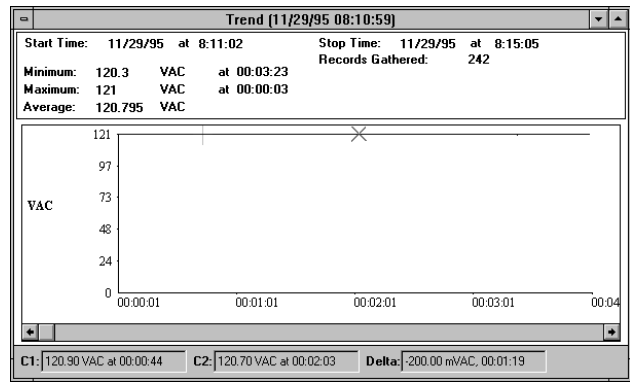 Trend (11/29/95 08:10:59)
Start Time: 11/29/95 at 8:11:02 Stop Time: 11/29/95 at 8:15:05
Records Gathered: 242
Minimum: 120.3 VAC at 00:03:23
Maximum: 121 VAC at 00:00:03
Average: 120.795 VAC
121
97
73
VAC
48
24
0
00:00:01 00:01:01 00:02:01 00:03:01 00:04
C1: 120.90 VAC at 00:00:44 C2: 120.70 VAC at 00:02:03 Delta: -200.00 mVAC, 00:01:19